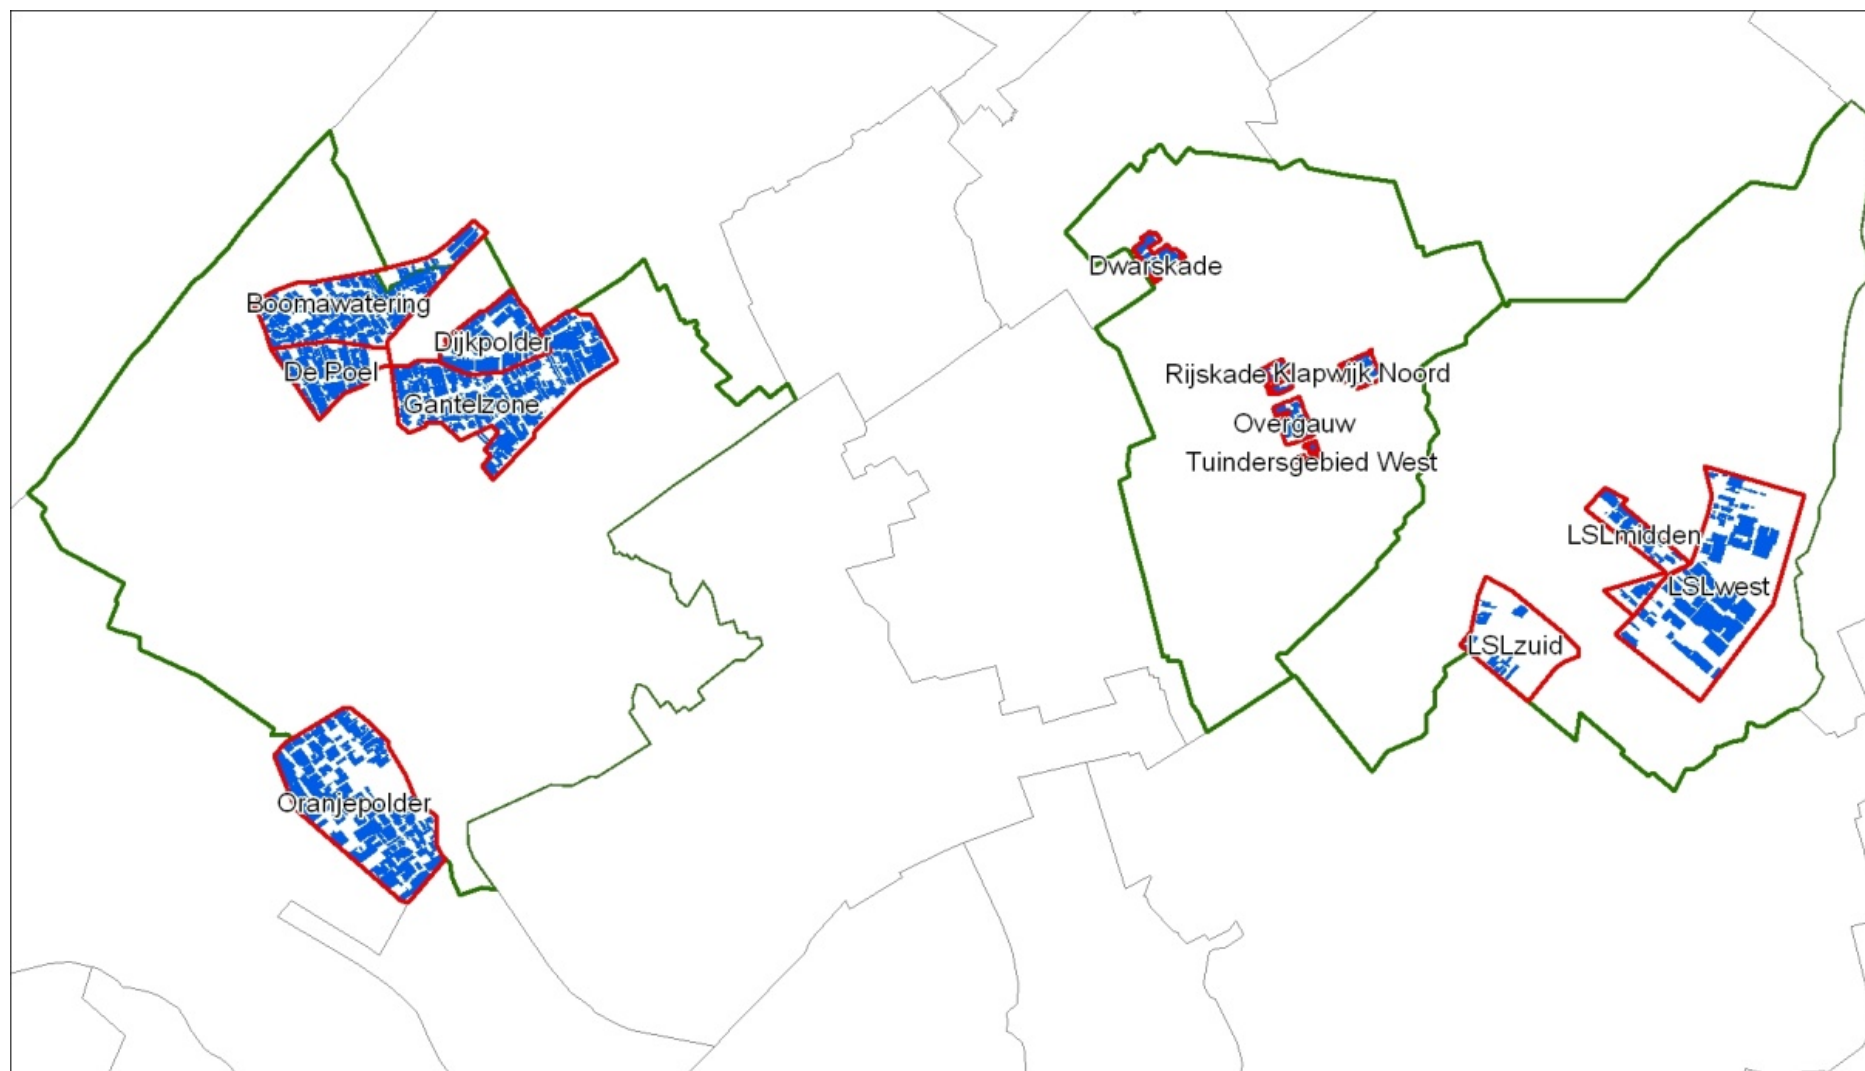 Boomawatering
Dijkpolder
De Poel
Gantelzone
Oranjepolder
Dwarskade
Rijskade Klapwijk Noord
Overgauw
Tuindersgebied West
LSLmidden
LSLwest
LSLzuid